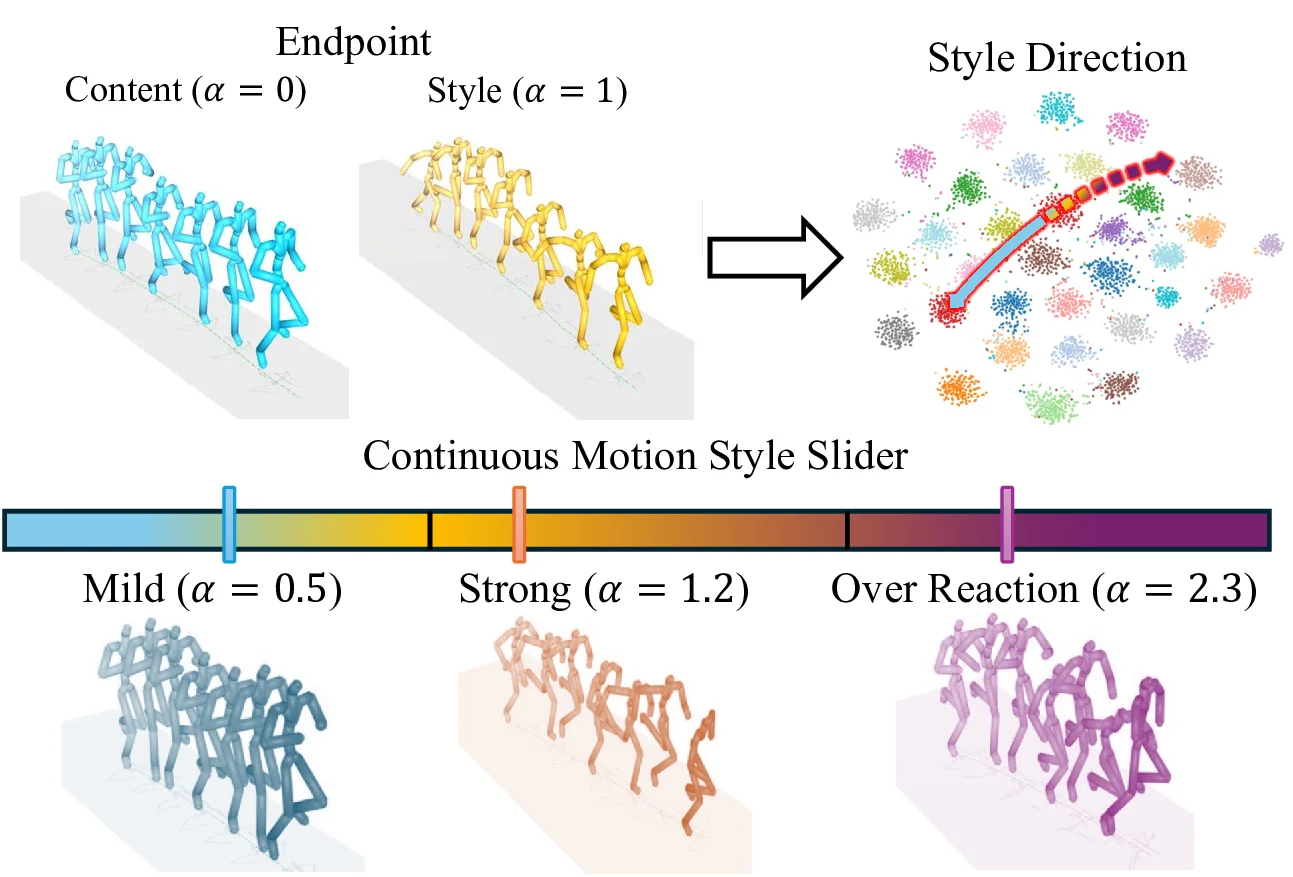 Endpoint
Content (α = 0)
Style (α = 1)
Style Direction
Continuous Motion Style Slider
Mild (α = 0.5)
Strong (α = 1.2)
Over Reaction (α = 2.3)